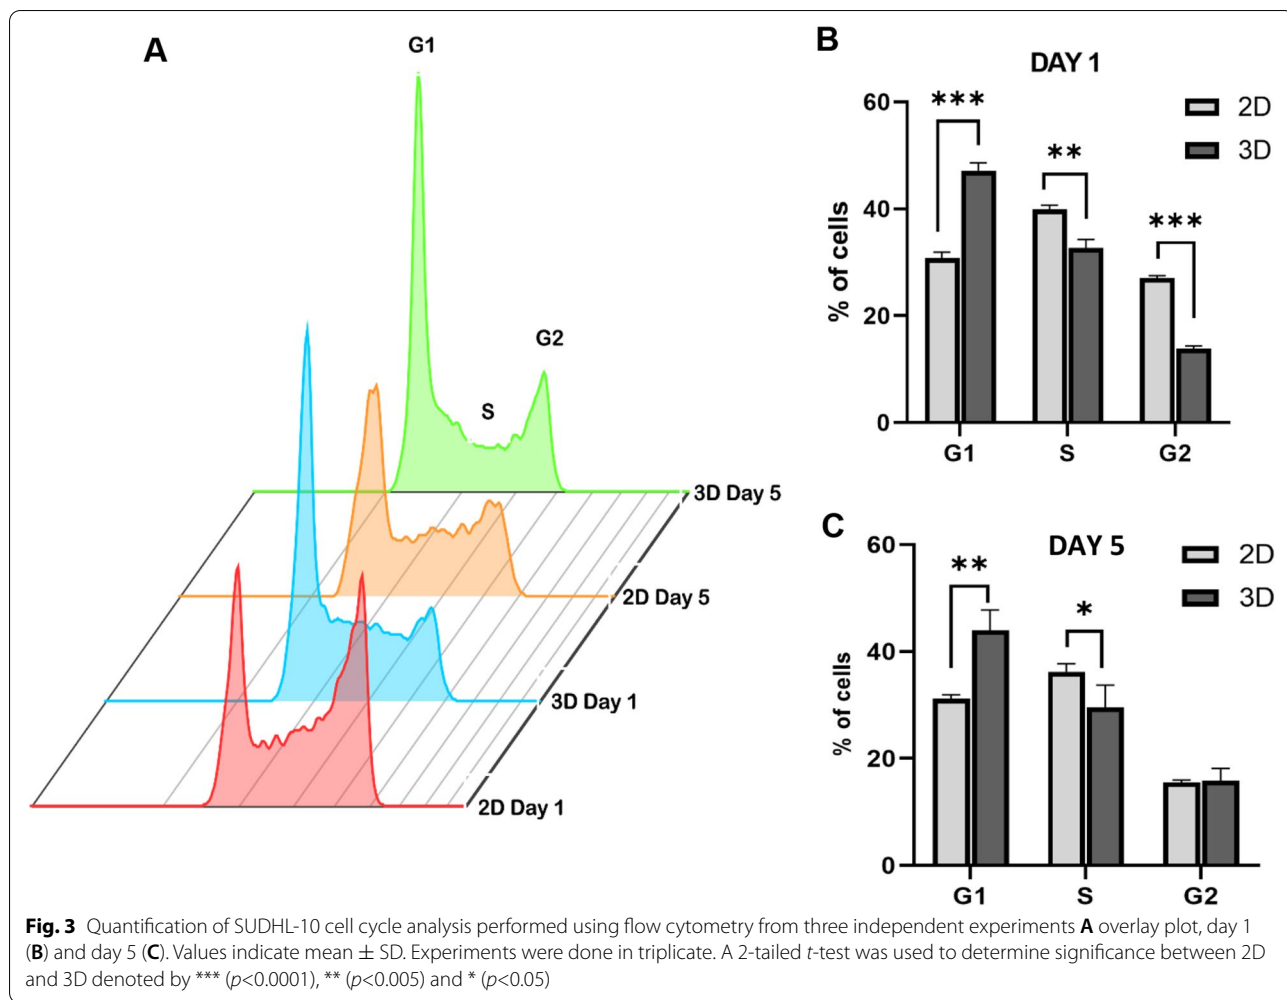 A
G1
G2
S
3D Day 5
2D Day 5
3D Day 1
2D Day 1
B
DAY 1
2D
3D
% of cells
60
40
20
0
***
**
***
G1 S G2
C
DAY 5
2D
3D
% of cells
60
40
20
0
**
*
G1 S G2
Fig. 3 Quantification of SUDHL-10 cell cycle analysis performed using flow cytometry from three independent experiments A overlay plot, day 1
(B) and day 5 (C). Values indicate mean ± SD. Experiments were done in triplicate. A 2-tailed t-test was used to determine significance between 2D
and 3D denoted by *** (p<0.0001), ** (p<0.005) and * (p<0.05)